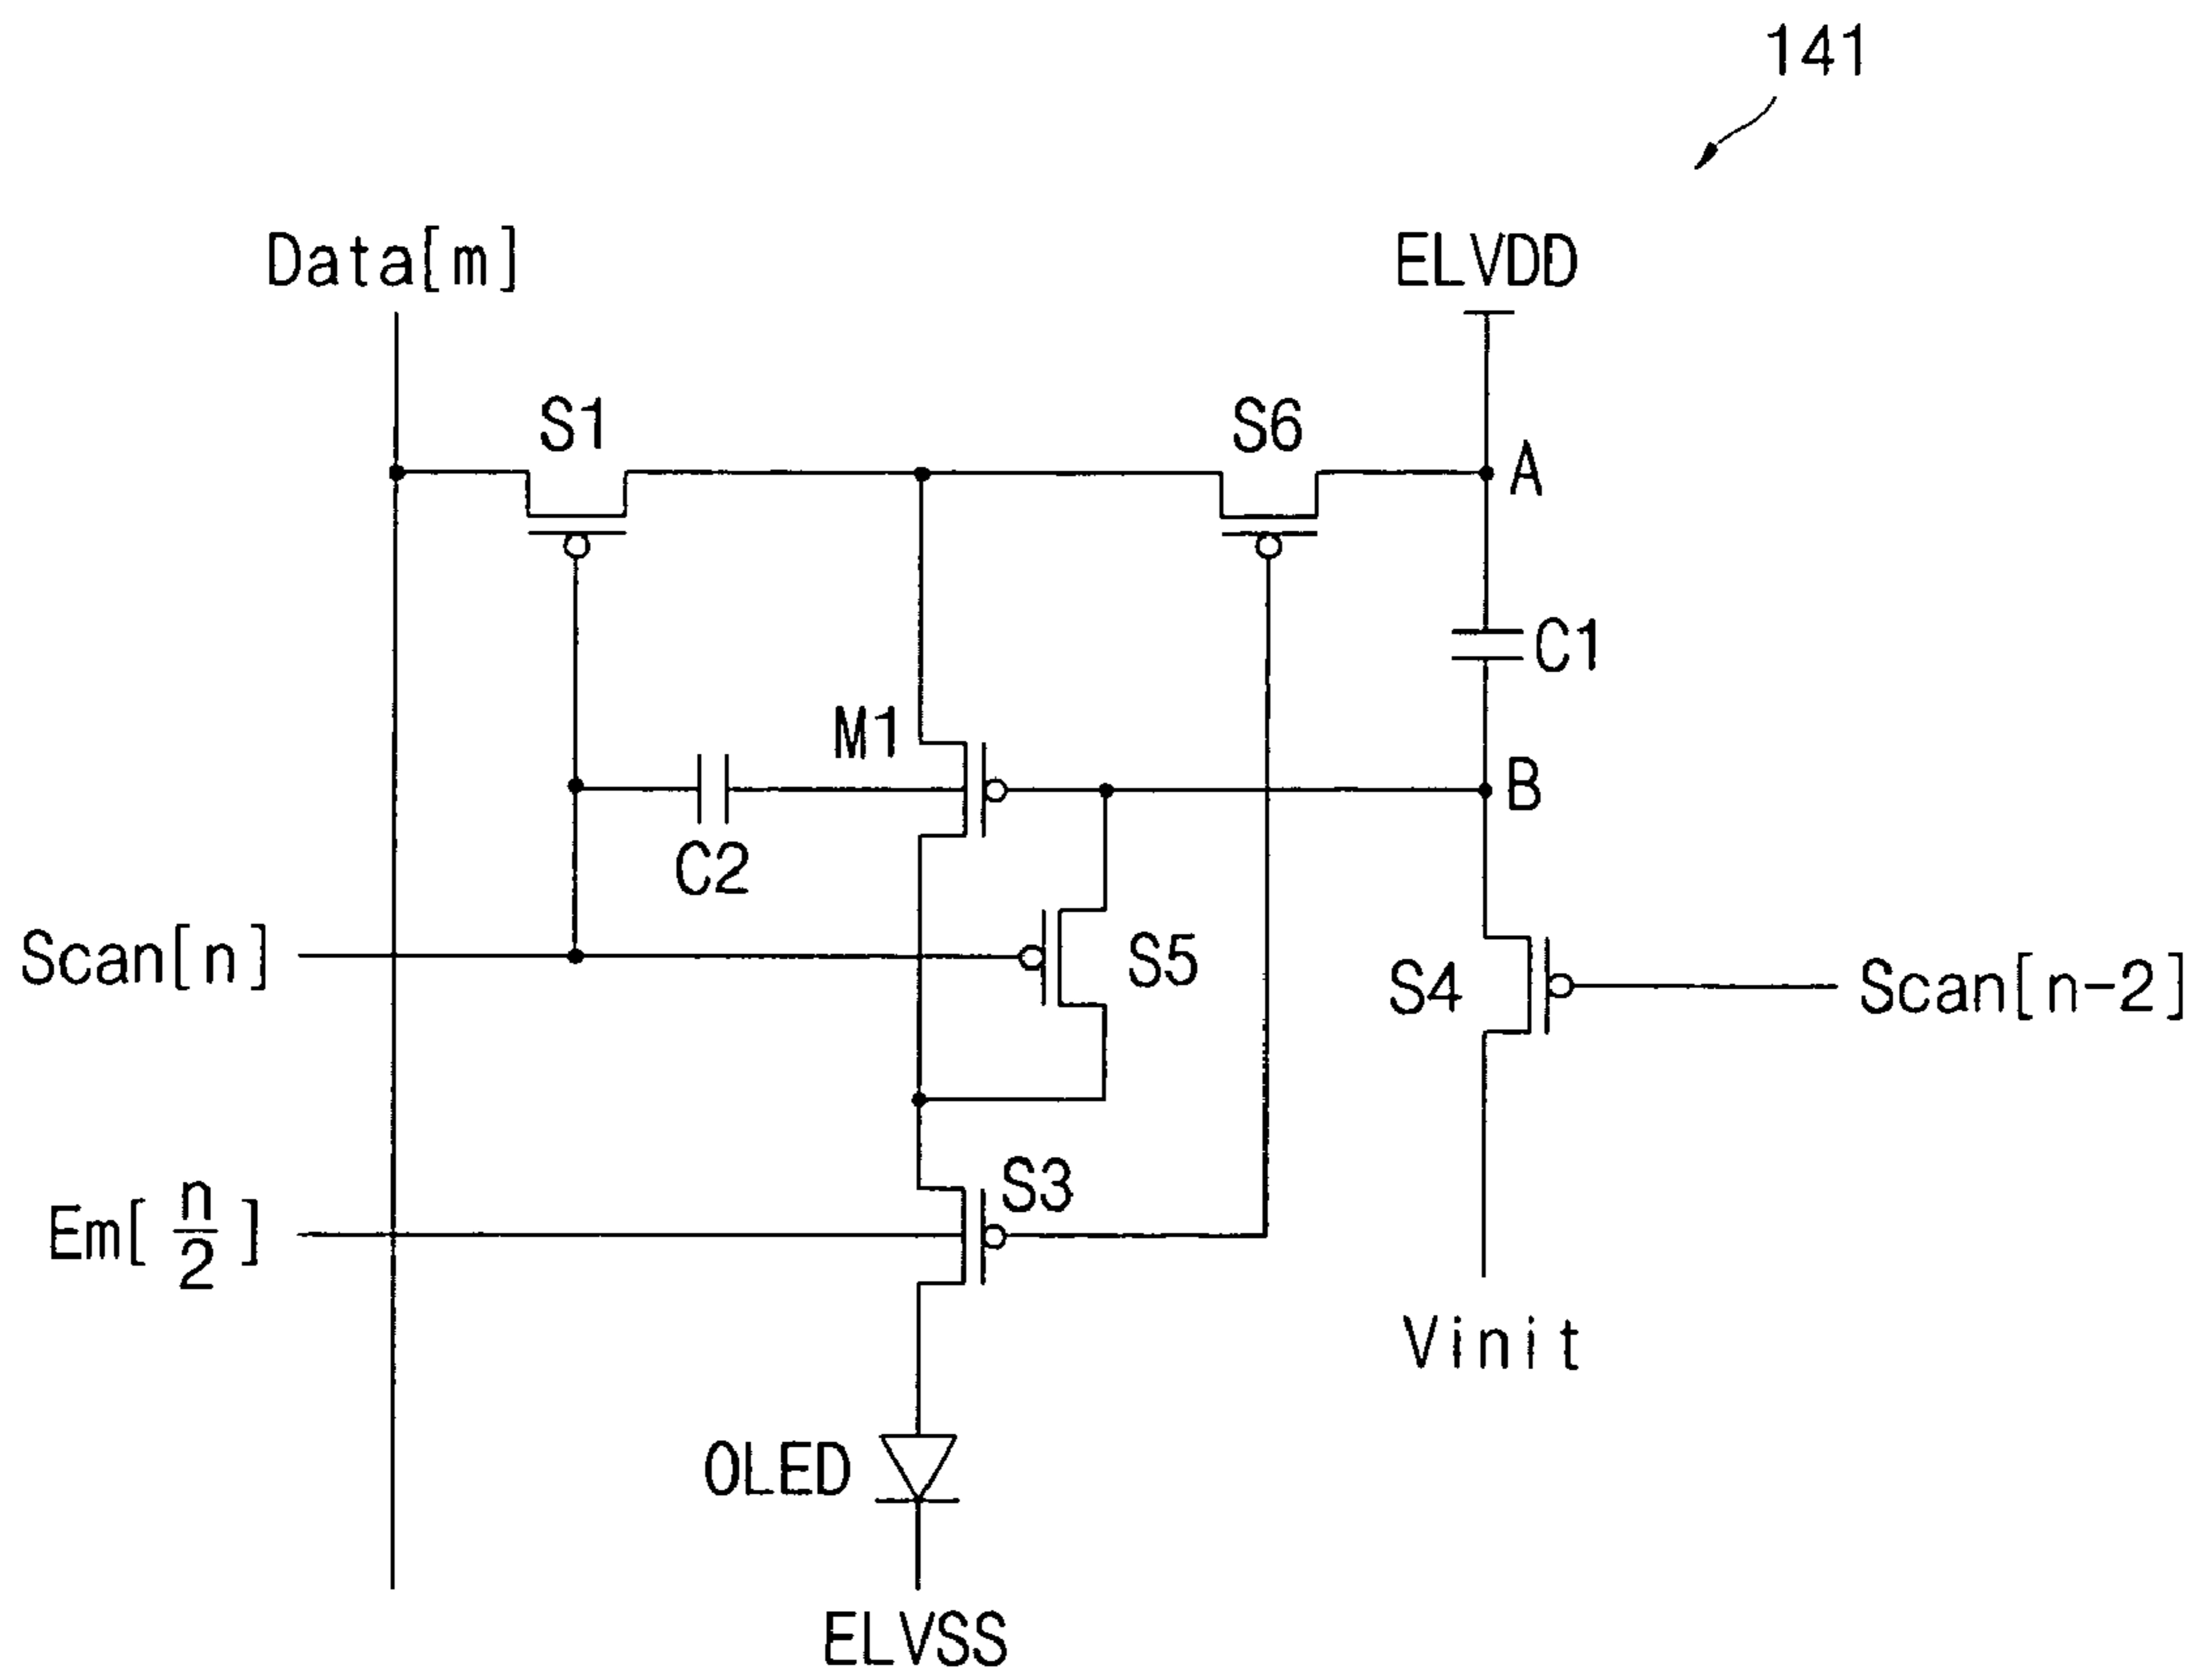 141
Data[m]
ELVDD
S1
S6
A
C1
M1
B
C2
Scan[n]
S5
S4
Scan[n-2]
S3
Em[n/2]
Vinit
OLED
ELVSS